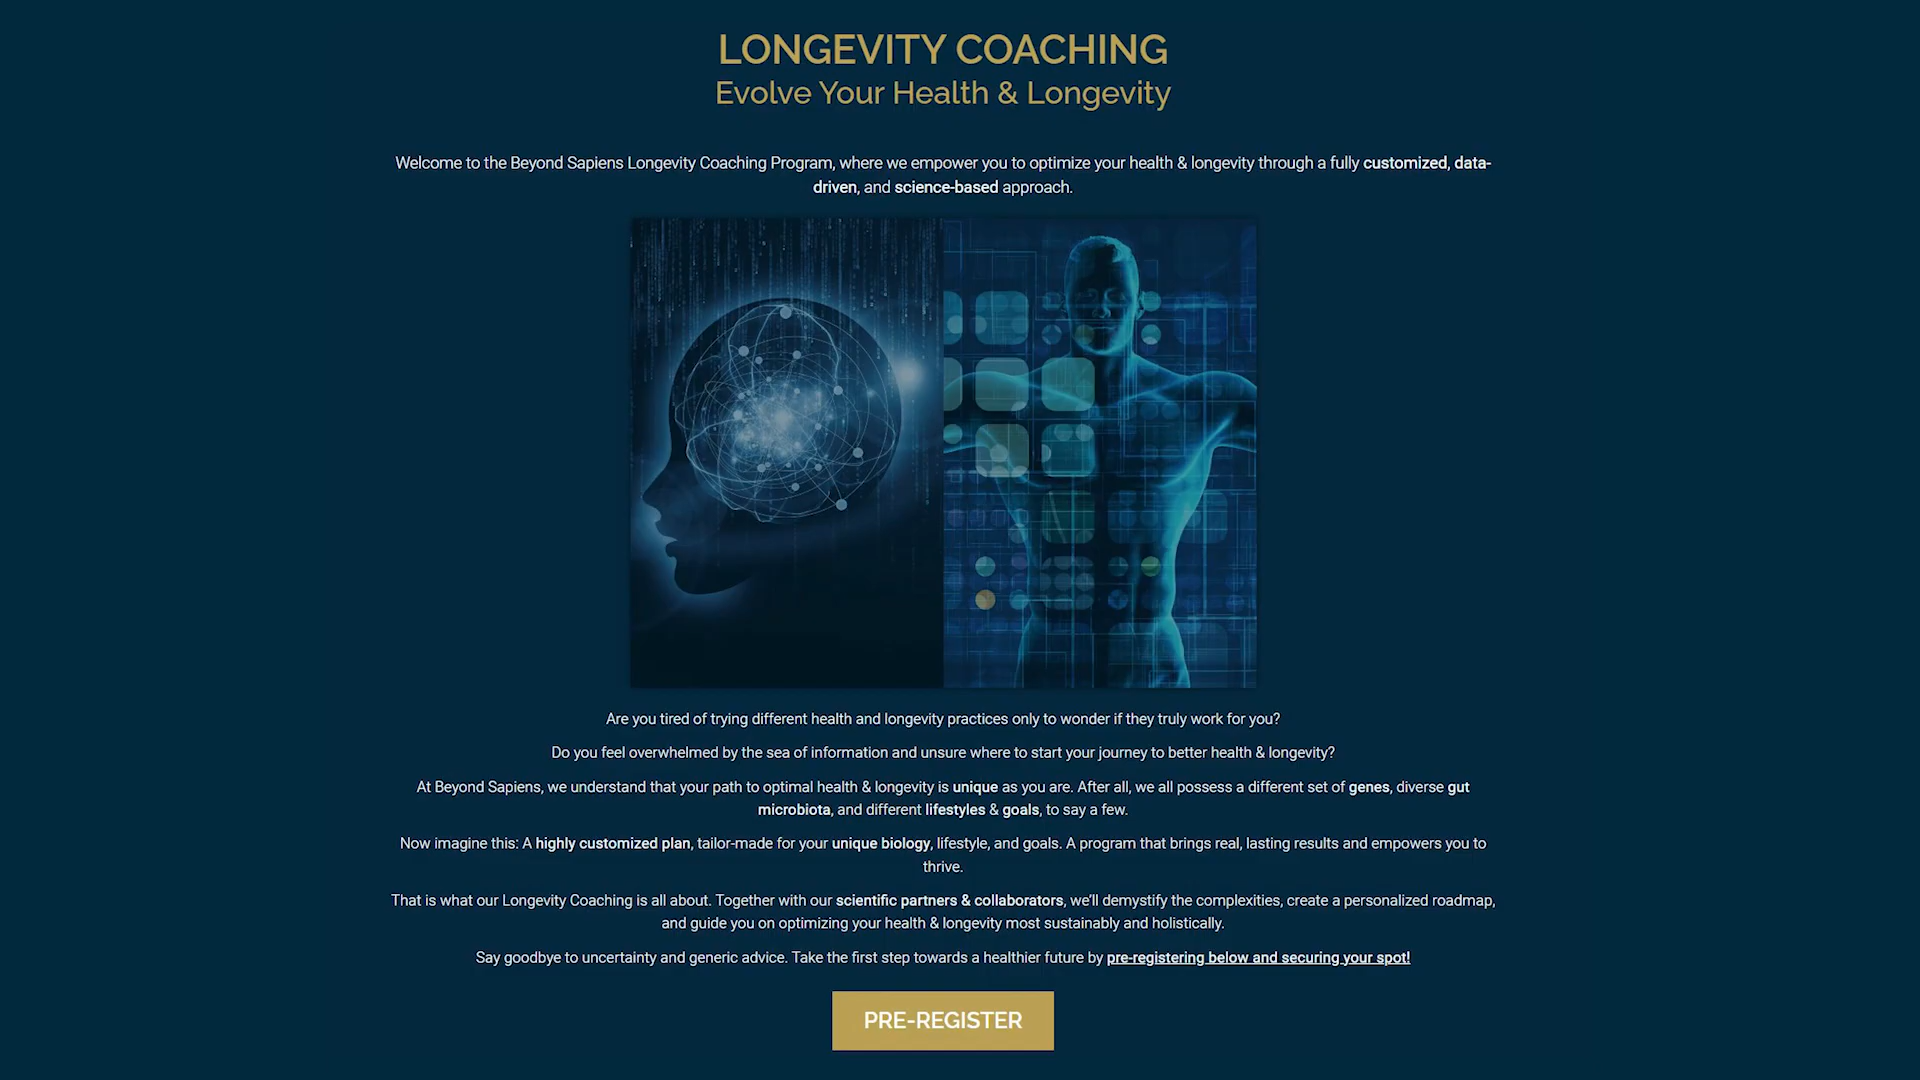 LONGEVITY COACHING
Evolve Your Health & Longevity
Welcome to the Beyond Sapiens Longevity Coaching Program, where we empower you to optimize your health & longevity through a fully customized, data-
driven, and science-based approach.
Are you tired of trying different health and longevity practices only to wonder if they truly work for you?
Do you feel overwhelmed by the sea of information and unsure where to start your journey to better health & longevity?
At Beyond Sapiens, we understand that your path to optimal health & longevity is unique as you are. After all, we all possess a different set of genes, diverse gut
microbiota, and different lifestyles & goals, to say a few.
Now imagine this: A highly customized plan, tailor-made for your unique biology, lifestyle, and goals. A program that brings real, lasting results and empowers you to
thrive.
That is what our Longevity Coaching is all about. Together with our scientific partners & collaborators, we'll demystify the complexities, create a personalized roadmap,
and guide you on optimizing your health & longevity most sustainably and holistically.
Say goodbye to uncertainty and generic advice. Take the first step towards a healthier future by pre-registering below and securing your spot!
PRE-REGISTER